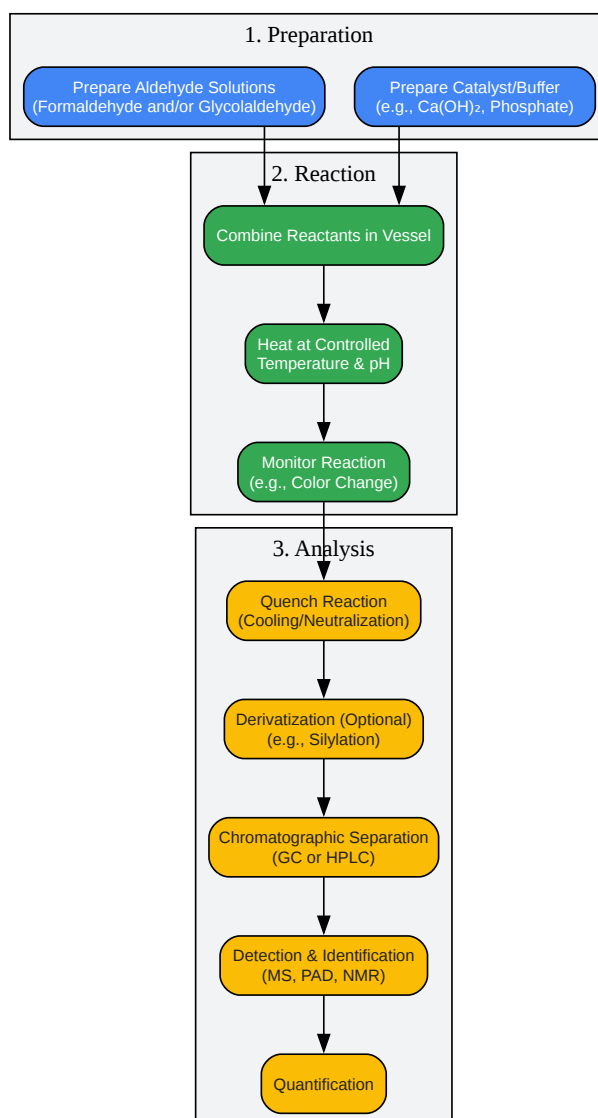 1. Preparation
Prepare Aldehyde Solutions
(Formaldehyde and/or Glycolaldehyde)
Prepare Catalyst/Buffer
(e.g., Ca(OH)₂, Phosphate)
2. Reaction
Combine Reactants in Vessel
Heat at Controlled
Temperature & pH
Monitor Reaction
(e.g., Color Change)
3. Analysis
Quench Reaction
(Cooling/Neutralization)
Derivatization (Optional)
(e.g., Silylation)
Chromatographic Separation
(GC or HPLC)
Detection & Identification
(MS, PAD, NMR)
Quantification